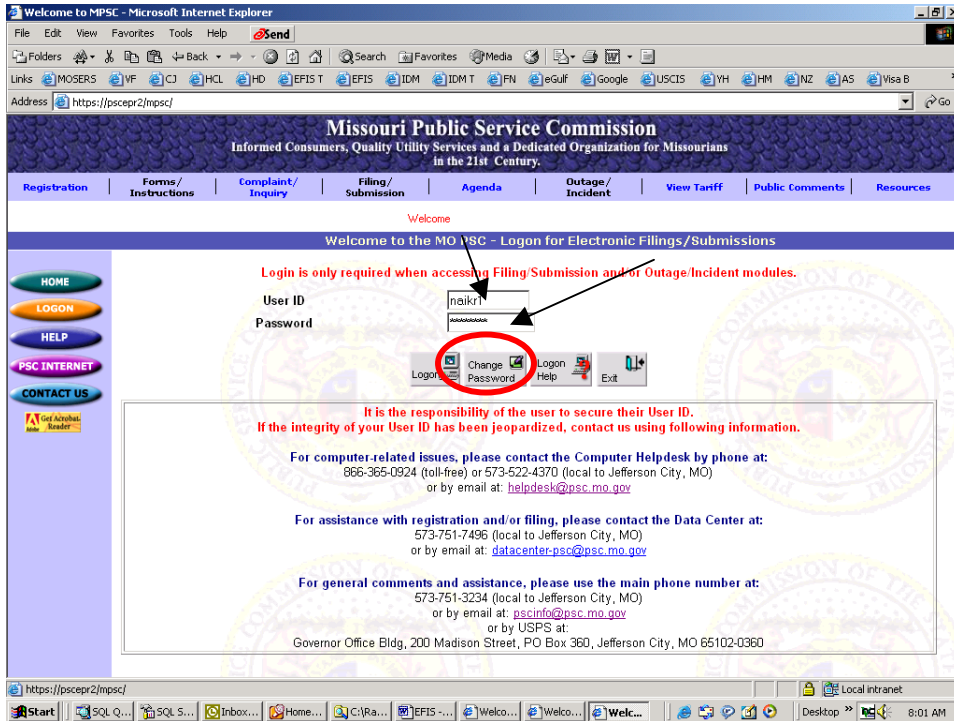 Welcome to MPSC - Microsoft Internet Explorer
File Edit View Favorites Tools Help Send
Folders Back Search Favorites Media
Links MOSERS VF CJ HCL HD EFIS T EFIS IDM IDM T FN eGulf Google USCIS YH HM NZ AS Visa B
Address https://pscepr2/mpsc/ Go
Missouri Public Service Commission
Informed Consumers, Quality Utility Services and a Dedicated Organization for Missourians
in the 21st Century.
Registration | Forms/ Instructions | Complaint/ Inquiry | Filing/ Submission | Agenda | Outage/ Incident | View Tariff | Public Comments | Resources
Welcome
Welcome to the MO PSC - Logon for Electronic Filings/Submissions
Login is only required when accessing Filing/Submission and/or Outage/Incident modules.
HOME
LOGON
HELP
PSC INTERNET
CONTACT US
Get Acrobat Reader
Adobe
User ID naikr1
Password ********
Logon Change Password Logon Help Exit
It is the responsibility of the user to secure their User ID.
If the integrity of your User ID has been jeopardized, contact us using following information.
For computer-related issues, please contact the Computer Helpdesk by phone at:
866-365-0924 (toll-free) or 573-522-4370 (local to Jefferson City, MO)
or by email at: helpdesk@psc.mo.gov
For assistance with registration and/or filing, please contact the Data Center at:
573-751-7496 (local to Jefferson City, MO)
or by email at: datacenter-psc@psc.mo.gov
For general comments and assistance, please use the main phone number at:
573-751-3234 (local to Jefferson City, MO)
or by email at: pscinfo@psc.mo.gov
or by USPS at:
Governor Office Bldg, 200 Madison Street, PO Box 360, Jefferson City, MO 65102-0360
https://pscepr2/mpsc/ Local intranet
Start SQL Q... SQL S... Inbox... Home... C:\Ra... EFIS -... Welco... Welco... Welc... Desktop » 8:01 AM